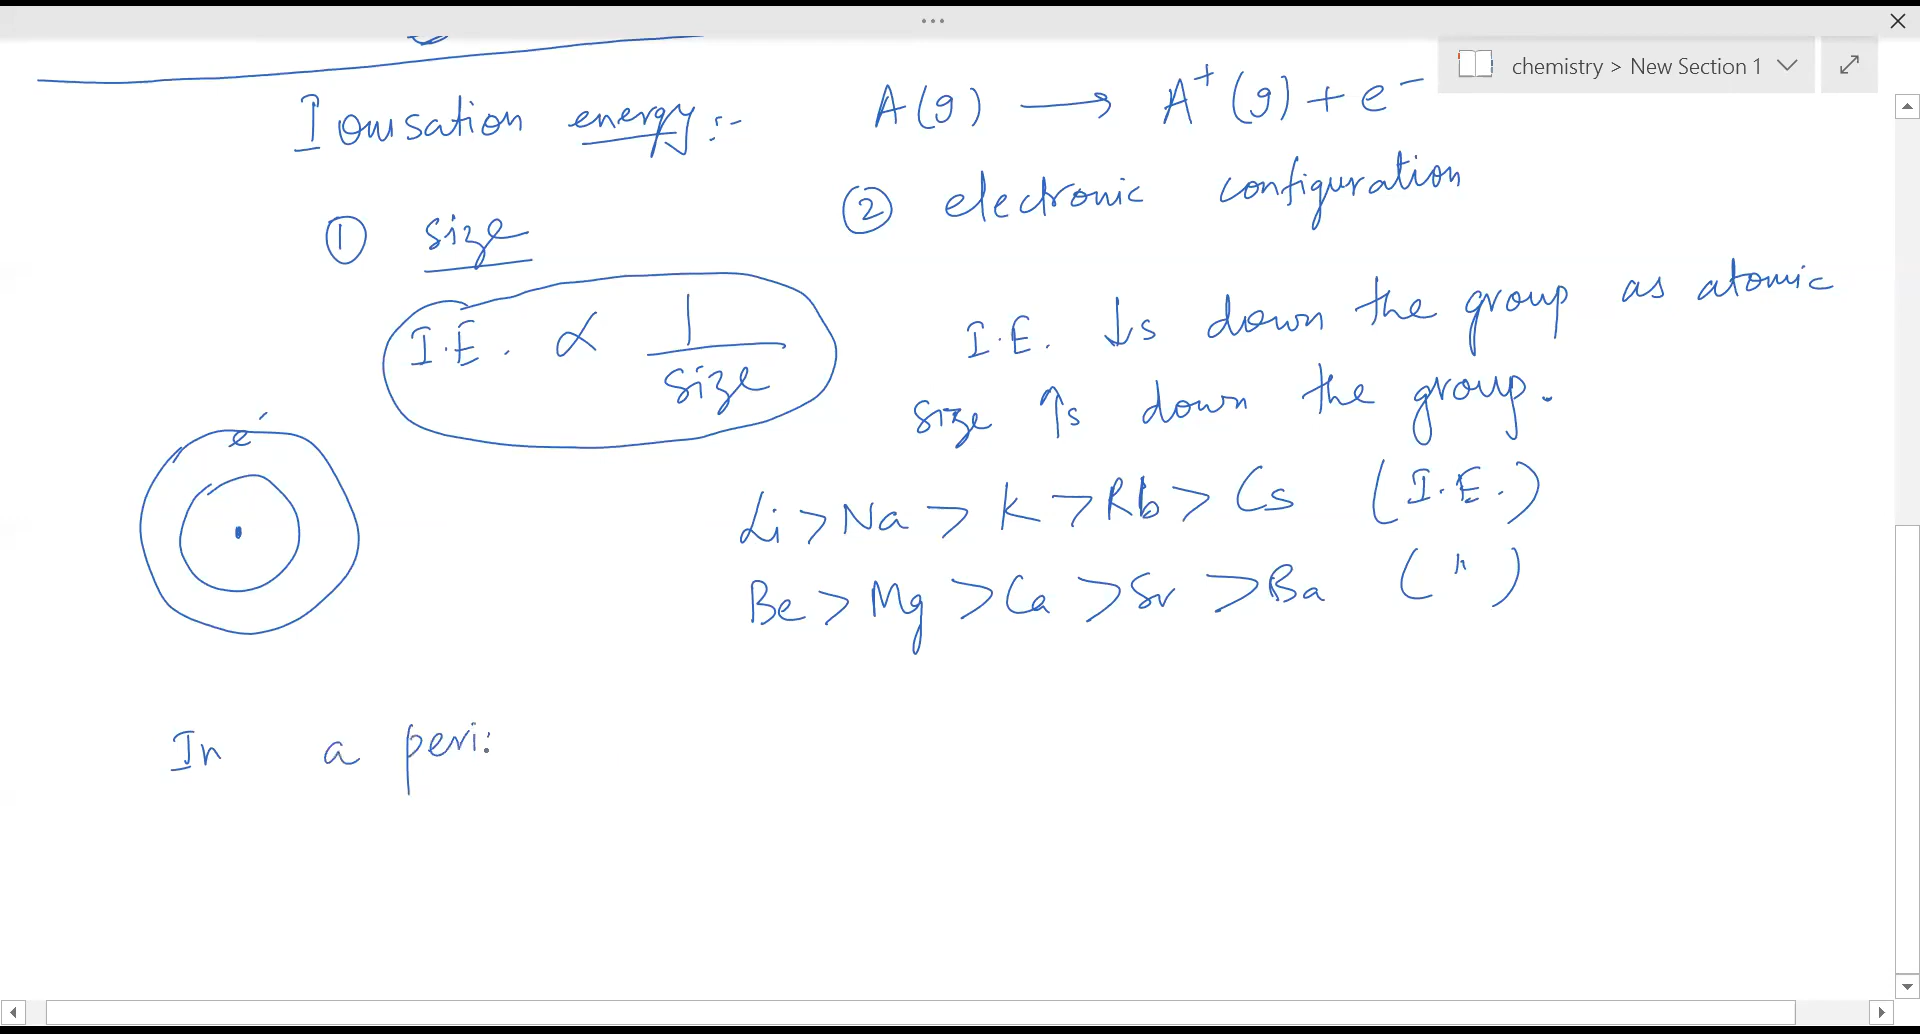 chemistry > New Section 1
Ionisation energy :- A(g) → A⁺(g) + e⁻
① size ② electronic configuration
I.E. ∝ 1/size
I.E. ↓s down the group as atomic
size ↑s down the group.
e⁻
Li > Na > K > Rb > Cs (I.E.)
Be > Mg > Ca > Sr > Ba ( " )
In a peri